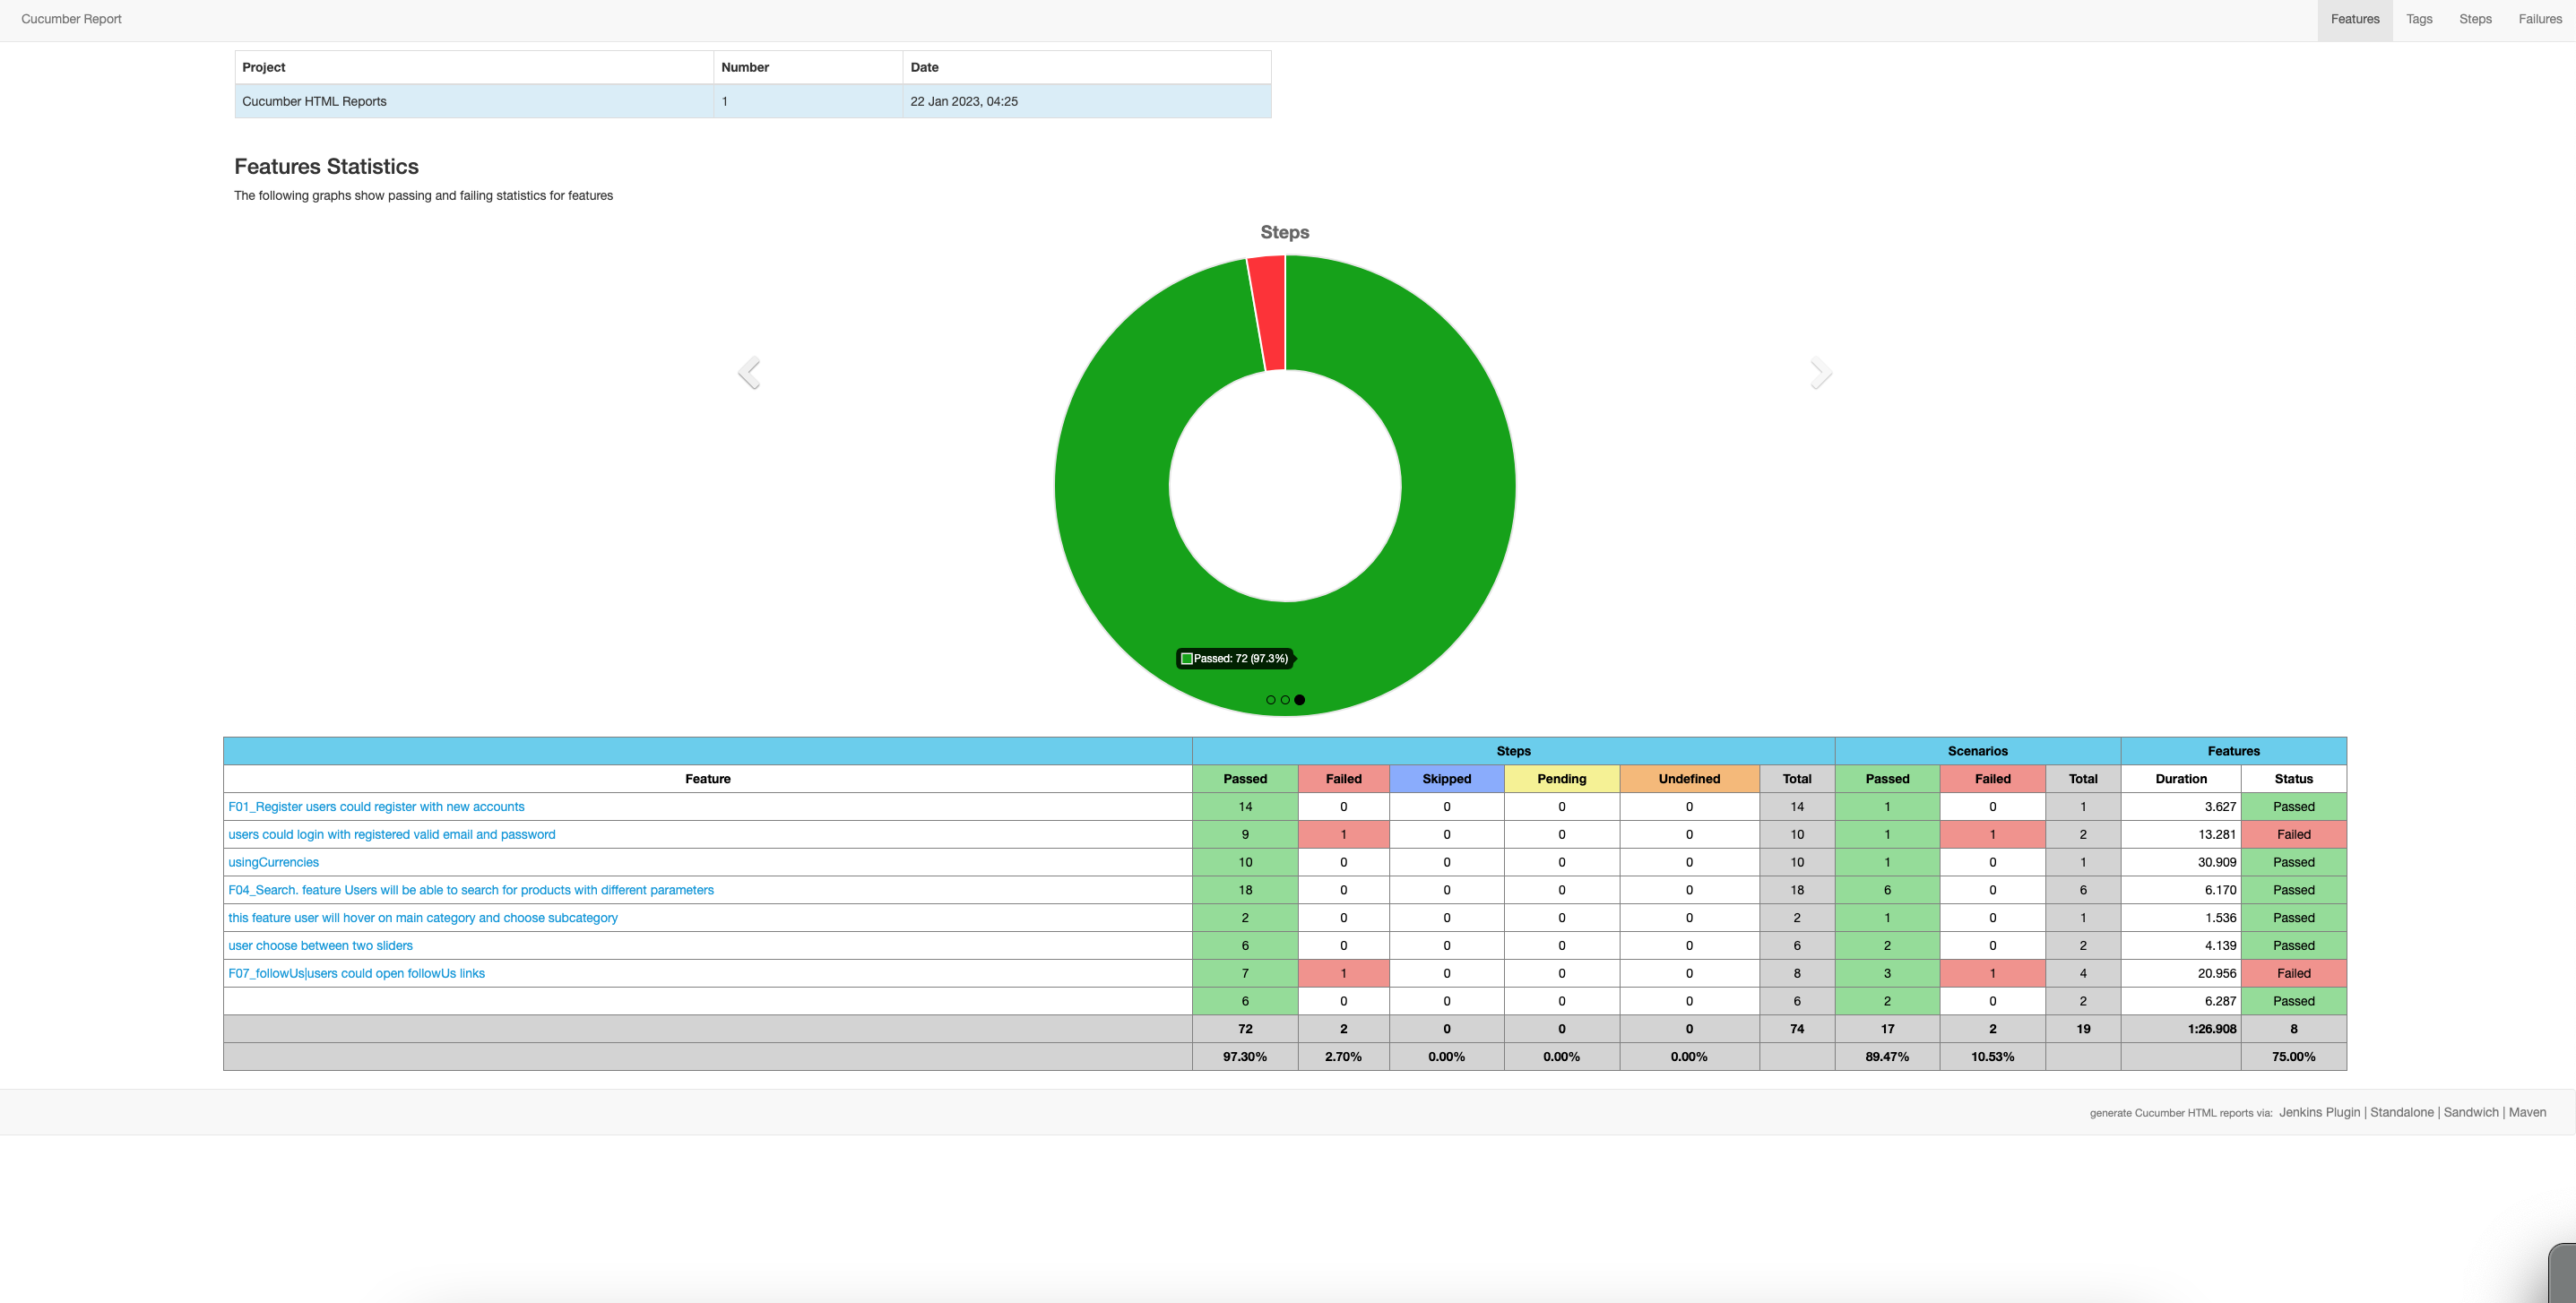 Cucumber Report Features Tags Steps Failures
Project Number Date
Cucumber HTML Reports 1 22 Jan 2023, 04:25
Features Statistics
The following graphs show passing and failing statistics for features
Steps
Passed: 72 (97.3%)
Steps Scenarios Features
Feature Passed Failed Skipped Pending Undefined Total Passed Failed Total Duration Status
F01_Register users could register with new accounts 14 0 0 0 0 14 1 0 1 3.627 Passed
users could login with registered valid email and password 9 1 0 0 0 10 1 1 2 13.281 Failed
usingCurrencies 10 0 0 0 0 10 1 0 1 30.909 Passed
F04_Search. feature Users will be able to search for products with different parameters 18 0 0 0 0 18 6 0 6 6.170 Passed
this feature user will hover on main category and choose subcategory 2 0 0 0 0 2 1 0 1 1.536 Passed
user choose between two sliders 6 0 0 0 0 6 2 0 2 4.139 Passed
F07_followUs|users could open followUs links 7 1 0 0 0 8 3 1 4 20.956 Failed
6 0 0 0 0 6 2 0 2 6.287 Passed
72 2 0 0 0 74 17 2 19 1:26.908 8
97.30% 2.70% 0.00% 0.00% 0.00% 89.47% 10.53% 75.00%
generate Cucumber HTML reports via: Jenkins Plugin | Standalone | Sandwich | Maven